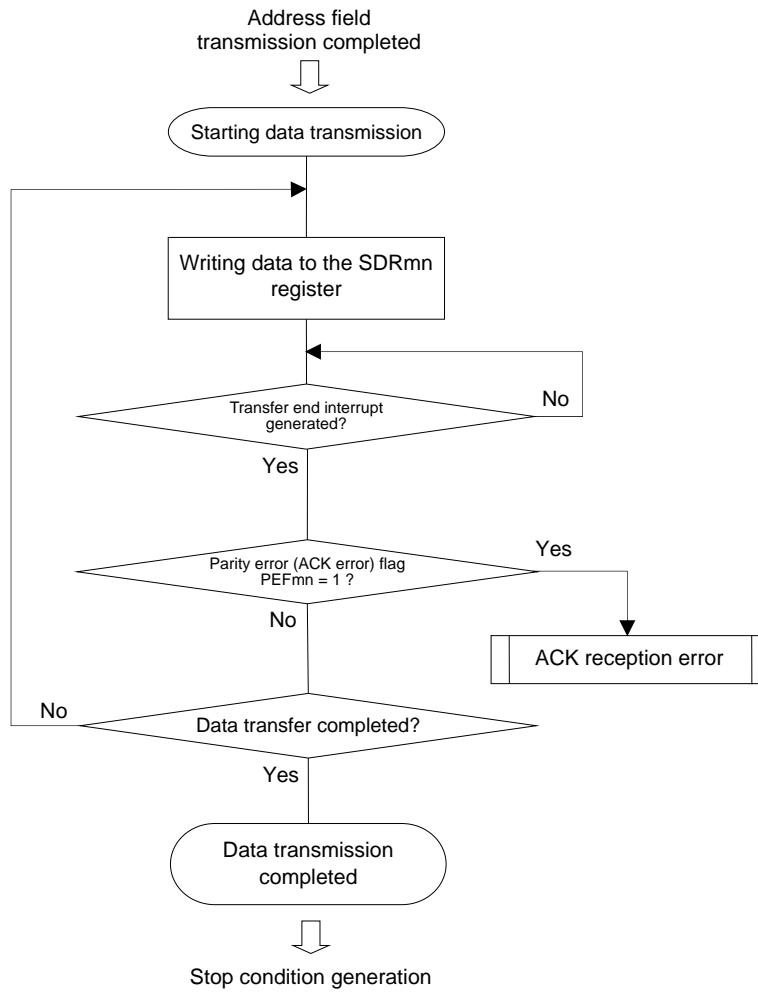 Address field
transmission completed
Starting data transmission
Writing data to the SDRmn
register
Transfer end interrupt
generated?
No
Yes
Parity error (ACK error) flag
PEFmn = 1 ?
Yes
No
ACK reception error
Data transfer completed?
No
Yes
Data transmission
completed
Stop condition generation